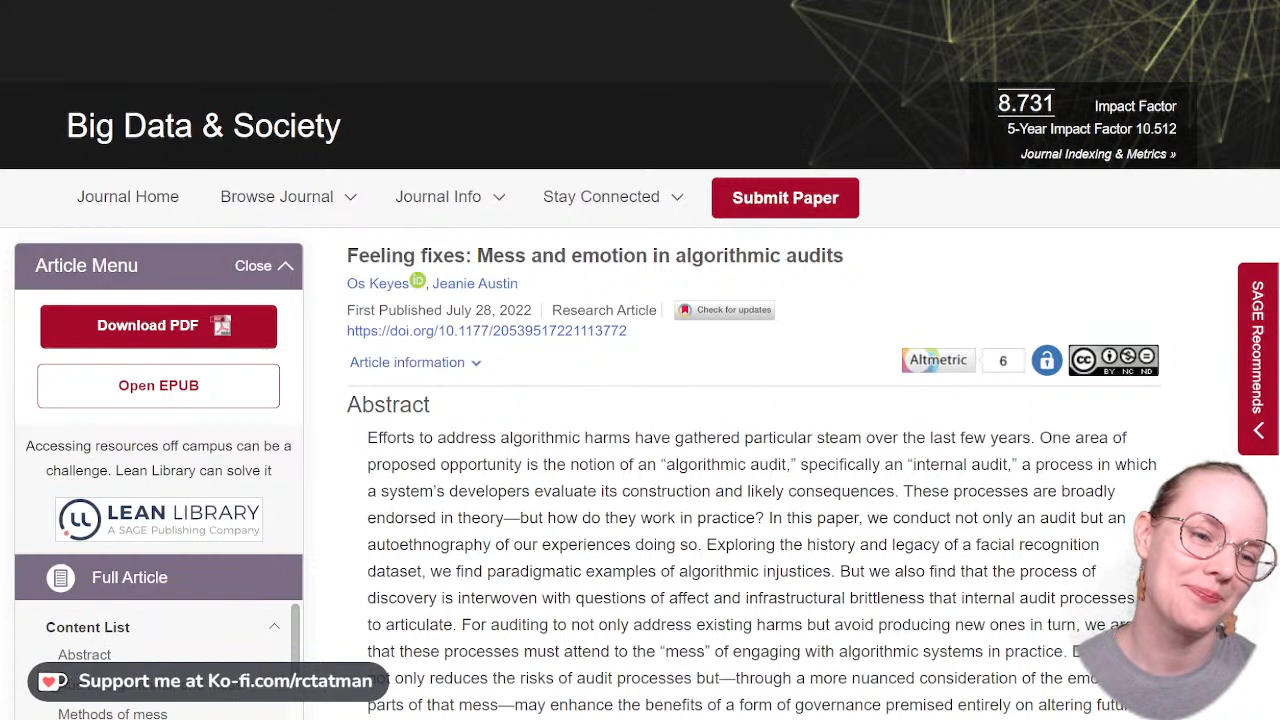 8.731 Impact Factor
Big Data & Society
5-Year Impact Factor 10.512
Journal Indexing & Metrics »
Journal Home Browse Journal Journal Info Stay Connected Submit Paper
Article Menu Close
Download PDF
Open EPUB
Accessing resources off campus can be a
challenge. Lean Library can solve it
LEAN LIBRARY
A SAGE Publishing Company
Full Article
Content List
Abstract
Methods of mess
Support me at Ko-fi.com/rctatman
Feeling fixes: Mess and emotion in algorithmic audits
Os Keyes iD, Jeanie Austin
First Published July 28, 2022 Research Article Check for updates
https://doi.org/10.1177/20539517221113772
Article information
Altmetric 6 cc BY NC ND
Abstract
Efforts to address algorithmic harms have gathered particular steam over the last few years. One area of
proposed opportunity is the notion of an “algorithmic audit,” specifically an “internal audit,” a process in which
a system’s developers evaluate its construction and likely consequences. These processes are broadly
endorsed in theory—but how do they work in practice? In this paper, we conduct not only an audit but an
autoethnography of our experiences doing so. Exploring the history and legacy of a facial recognition
dataset, we find paradigmatic examples of algorithmic injustices. But we also find that the process of
discovery is interwoven with questions of affect and infrastructural brittleness that internal audit processes
to articulate. For auditing to not only address existing harms but avoid producing new ones in turn, we
that these processes must attend to the “mess” of engaging with algorithmic systems in practice.
only reduces the risks of audit processes but—through a more nuanced consideration of the
parts of that mess—may enhance the benefits of a form of governance premised entirely on altering
SAGE Recommends